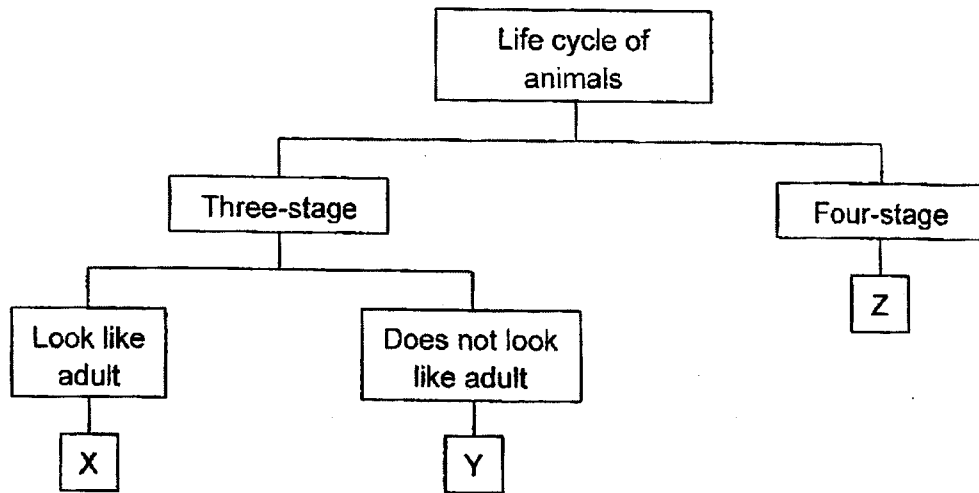 Life cycle of
animals
Three-stage
Four-stage
Look like
adult
Does not look
like adult
Z
X
Y